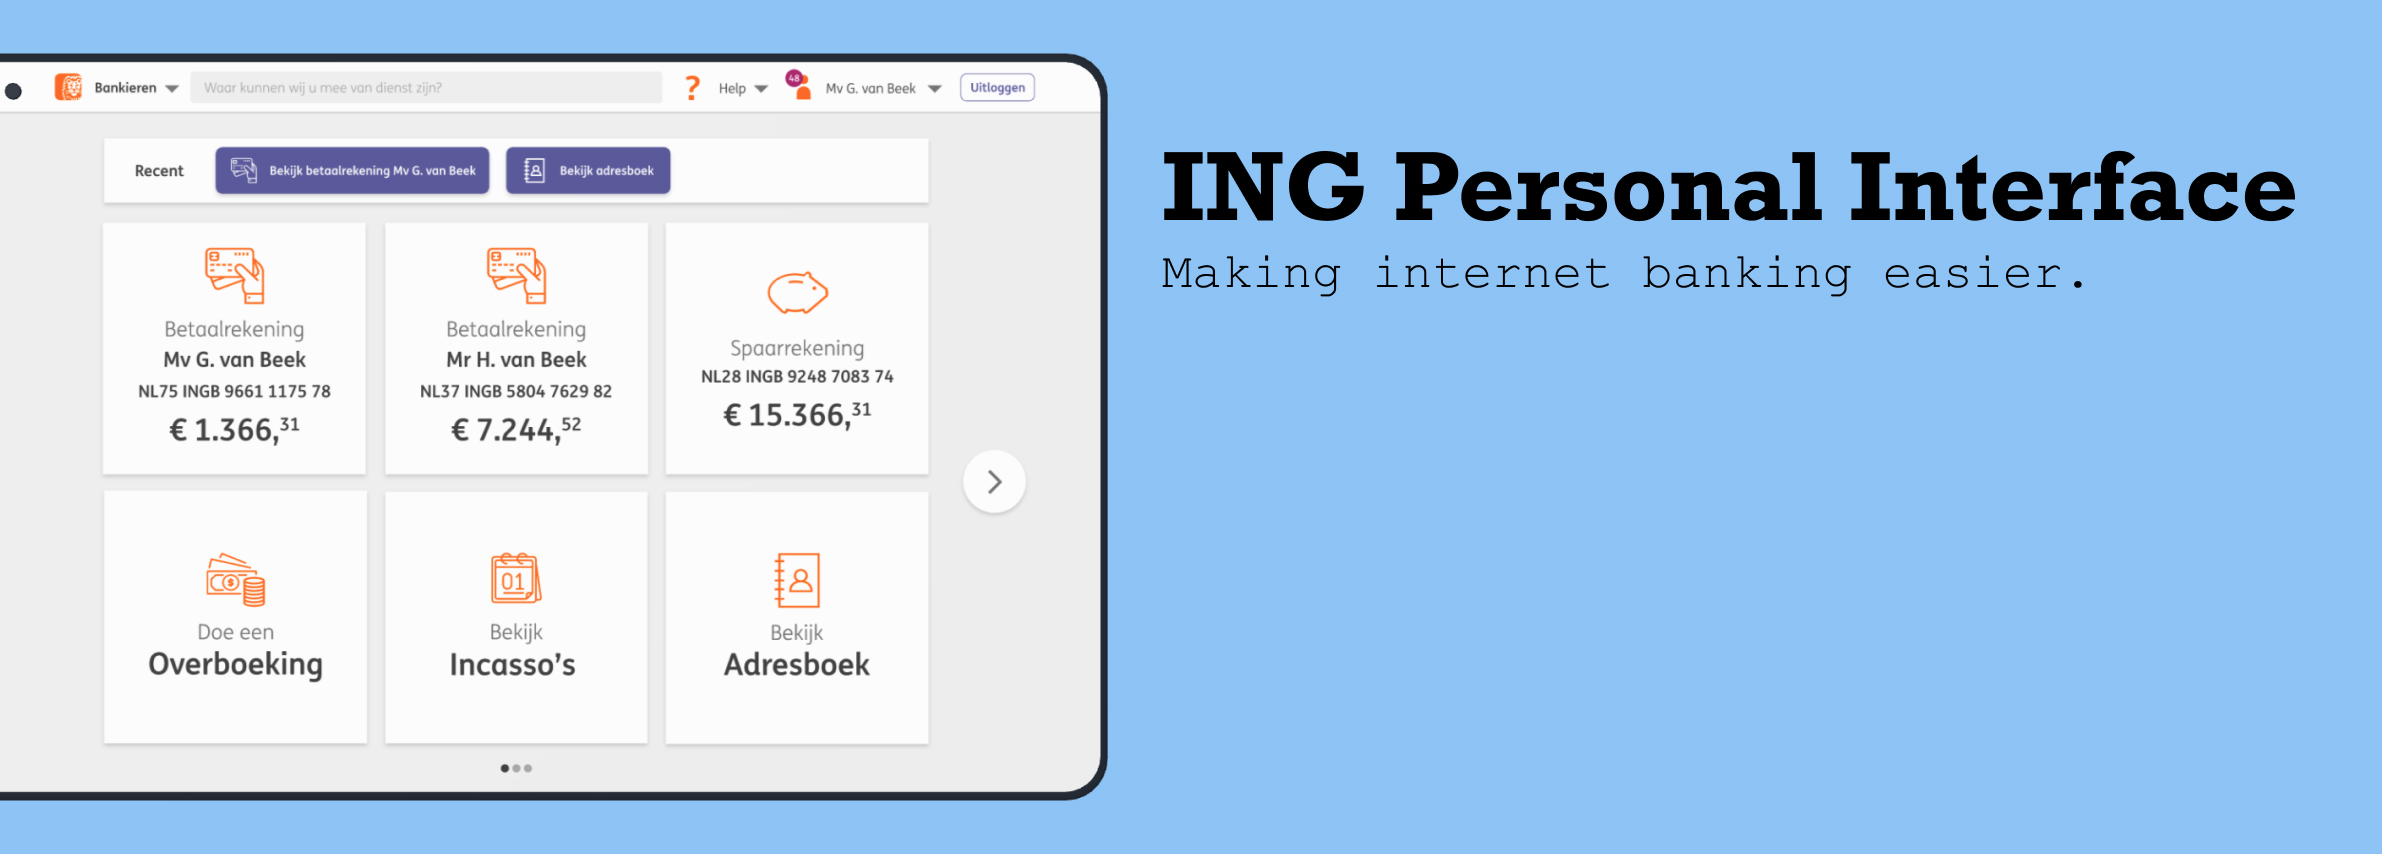 Bankieren
Waar kunnen wij u mee van dienst zijn?
?
Help
48
Mv G. van Beek
Uitloggen
Recent
Bekijk betaalrekening Mv G. van Beek
Bekijk adresboek
Betaalrekening
Mv G. van Beek
NL75 INGB 9661 1175 78
€ 1.366,31
Betaalrekening
Mr H. van Beek
NL37 INGB 5804 7629 82
€ 7.244,52
Spaarrekening
NL28 INGB 9248 7083 74
€ 15.366,31
Doe een
Overboeking
01
Bekijk
Incasso's
Bekijk
Adresboek
ING Personal Interface
Making internet banking easier.